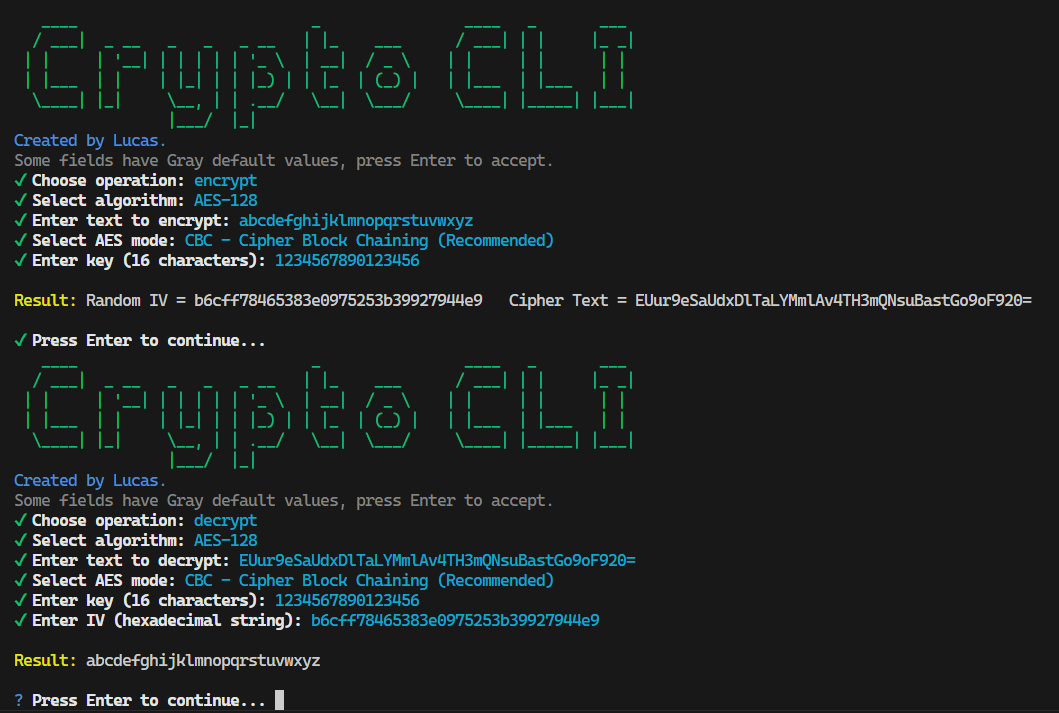 Crypto CLI
Created by Lucas.
Some fields have Gray default values, press Enter to accept.
✓ Choose operation: encrypt
✓ Select algorithm: AES-128
✓ Enter text to encrypt: abcdefghijklmnopqrstuvwxyz
✓ Select AES mode: CBC - Cipher Block Chaining (Recommended)
✓ Enter key (16 characters): 1234567890123456
Result: Random IV = b6cff78465383e0975253b39927944e9   Cipher Text = EUur9eSaUdxDlTaLYMmlAv4TH3mQNsuBastGo9oF920=
✓ Press Enter to continue...
Crypto CLI
Created by Lucas.
Some fields have Gray default values, press Enter to accept.
✓ Choose operation: decrypt
✓ Select algorithm: AES-128
✓ Enter text to decrypt: EUur9eSaUdxDlTaLYMmlAv4TH3mQNsuBastGo9oF920=
✓ Select AES mode: CBC - Cipher Block Chaining (Recommended)
✓ Enter key (16 characters): 1234567890123456
✓ Enter IV (hexadecimal string): b6cff78465383e0975253b39927944e9
Result: abcdefghijklmnopqrstuvwxyz
? Press Enter to continue...